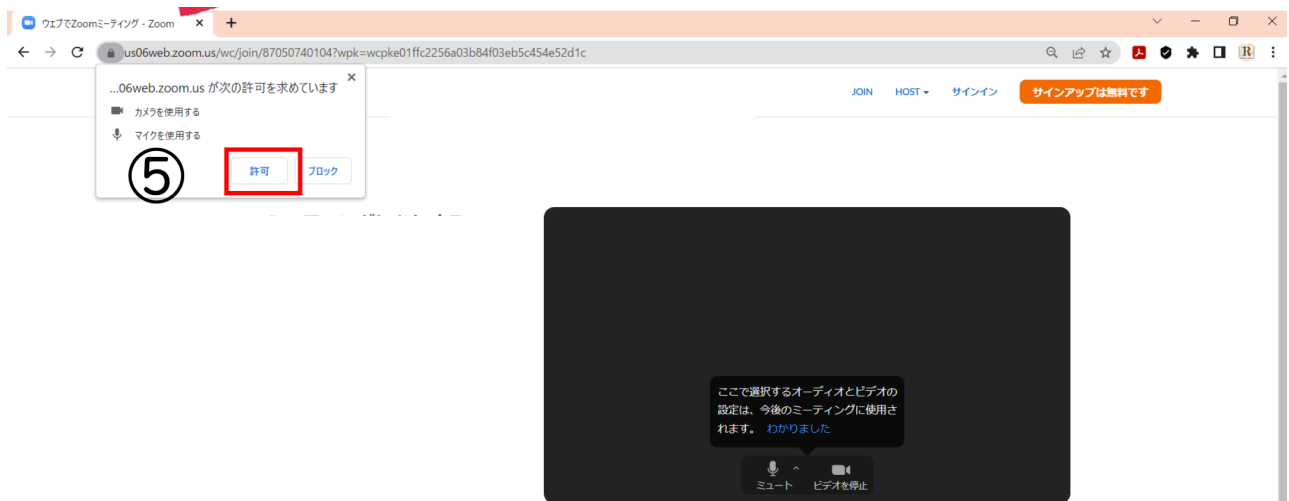 ウェブでZoomミーティング - Zoom
us06web.zoom.us/wc/join/87050740104?wpk=wcpke01ffc2256a03b84f03eb5c454e52d1c
...06web.zoom.us が次の許可を求めています
カメラを使用する
マイクを使用する
⑤
許可 ブロック
JOIN HOST サインイン サインアップは無料です
ここで選択するオーディオとビデオの
設定は、今後のミーティングに使用さ
れます。 わかりました
ミュート ビデオを停止